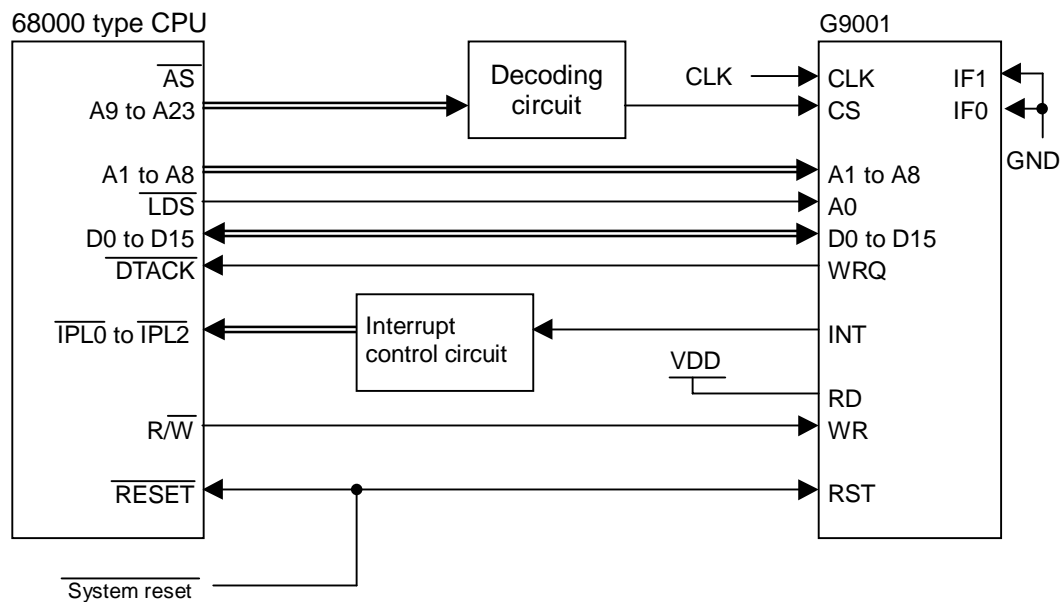 68000 type CPU
G9001
AS
A9 to A23
Decoding
circuit
CLK
CLK
IF1
CS
IF0
GND
A1 to A8
A1 to A8
LDS
A0
D0 to D15
D0 to D15
DTACK
WRQ
IPL0 to IPL2
Interrupt
control circuit
INT
VDD
RD
R/W
WR
RESET
RST
System reset